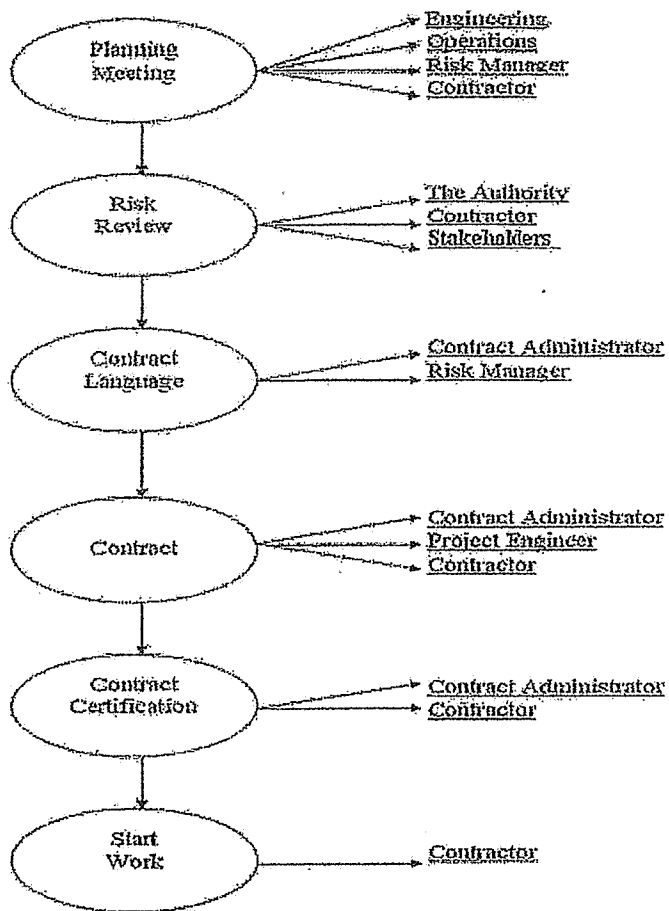 Planning
Meeting
Engineering
Operations
Risk Manager
Contractor
Risk
Review
The Authority
Contractor
Stakeholders
Contract
Language
Contract Administrator
Risk Manager
Contract
Contract Administrator
Project Engineer
Contractor
Contract
Certification
Contract Administrator
Contractor
Start
Work
Contractor